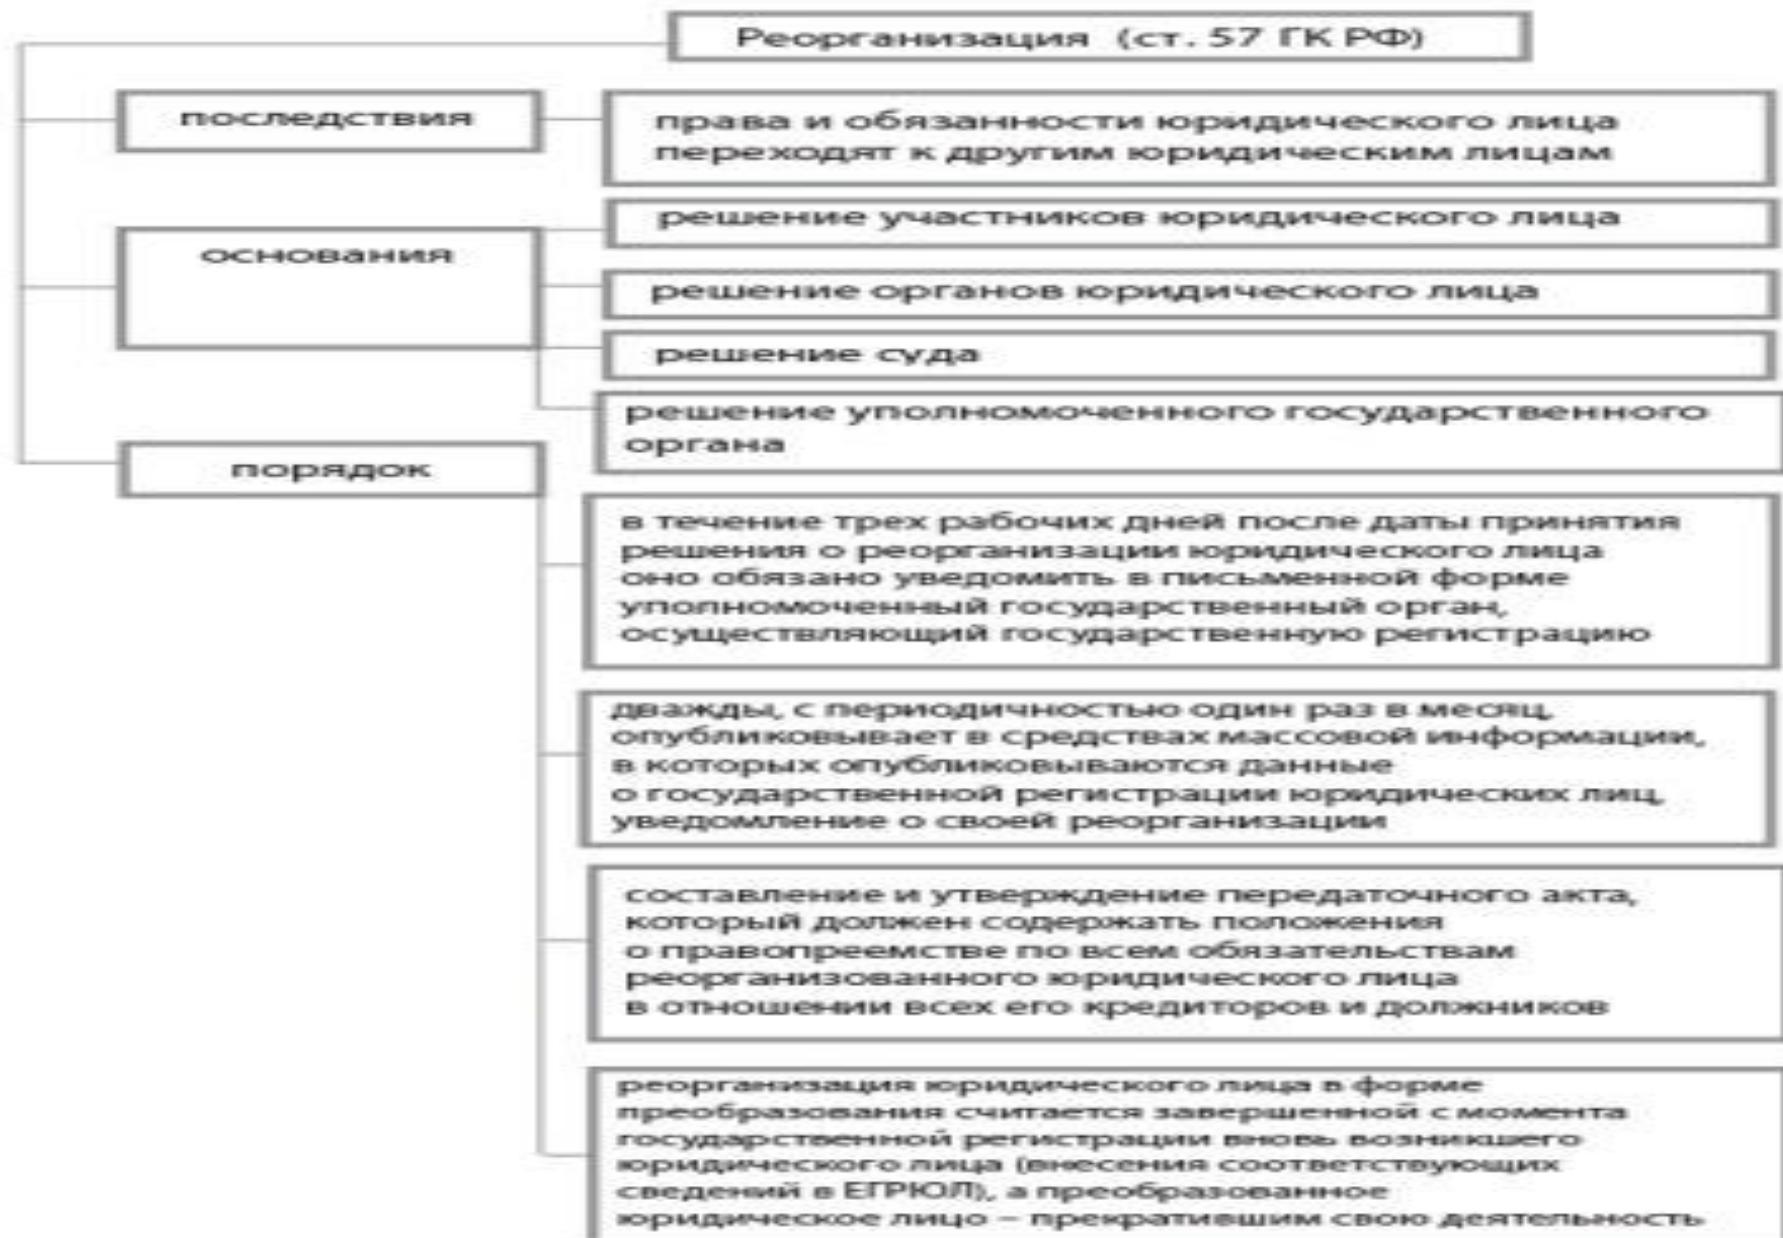 Реорганизация (ст. 57 ГК РФ)
последствия
права и обязанности юридического лица
переходят к другим юридическим лицам
основания
решение участников юридического лица
решение органов юридического лица
решение суда
решение уполномоченного государственного
органа
порядок
в течение трех рабочих дней после даты принятия
решения о реорганизации юридического лица
оно обязано уведомить в письменной форме
уполномоченный государственный орган,
осуществляющий государственную регистрацию
дважды, с периодичностью один раз в месяц,
опубликовывает в средствах массовой информации,
в которых опубликовываются данные
о государственной регистрации юридических лиц,
уведомление о своей реорганизации
составление и утверждение передаточного акта,
который должен содержать положения
о правопреемстве по всем обязательствам
реорганизованного юридического лица
в отношении всех его кредиторов и должников
реорганизация юридического лица в форме
преобразования считается завершенной с момента
государственной регистрации вновь возникшего
юридического лица (внесения соответствующих
сведений в ЕГРЮЛ), а преобразованное
юридическое лицо – прекратившим свою деятельность